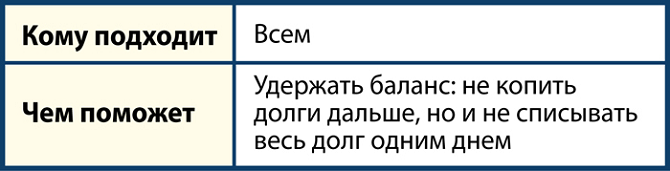 Кому подходит
Всем
Чем поможет
Удержать баланс: не копить
долги дальше, но и не списывать
весь долг одним днем